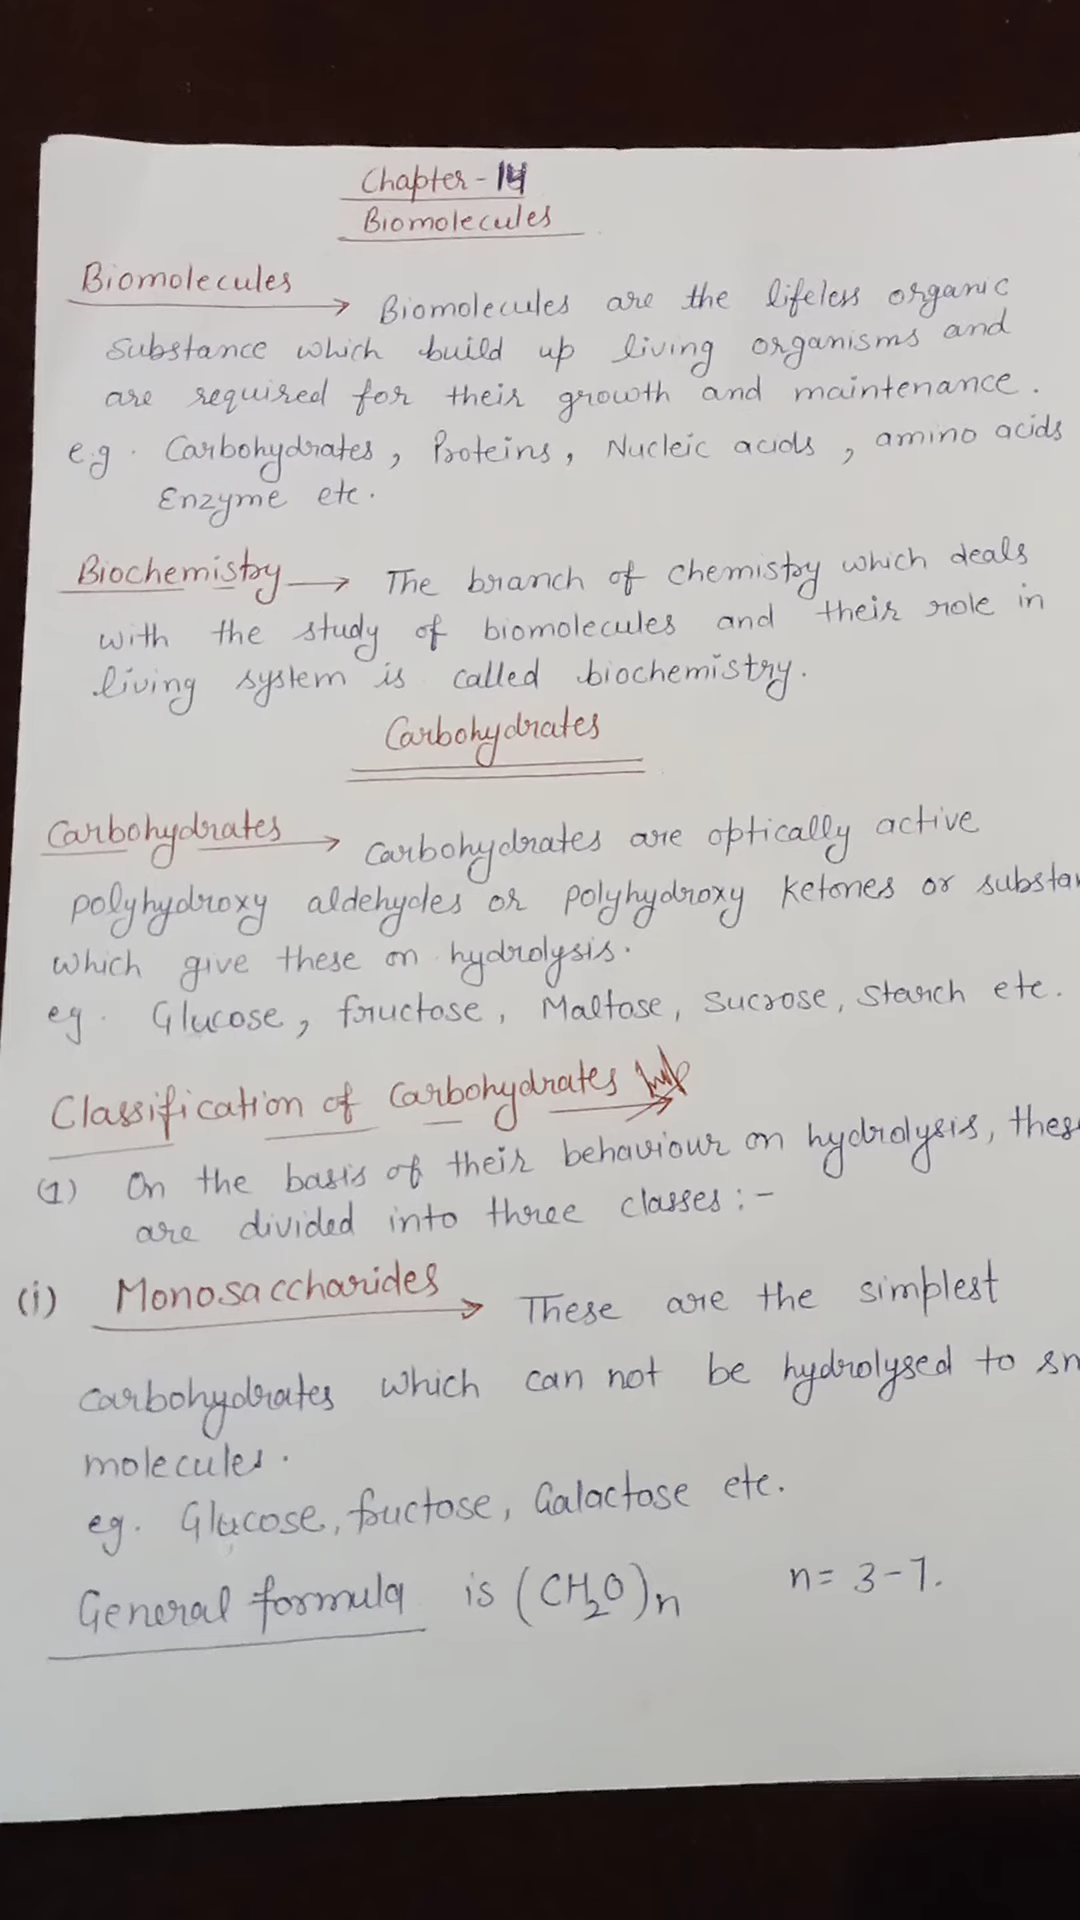 Chapter-14
Biomolecules
Biomolecules → Biomolecules are the lifeless organic
substance which build up living organisms and
are required for their growth and maintenance.
e.g. Carbohydrates, Proteins, Nucleic acids, amino acids
Enzyme etc.
Biochemistry → The branch of chemistry which deals
with the study of biomolecules and their role in
living system is called biochemistry.
Carbohydrates
Carbohydrates → Carbohydrates are optically active
polyhydroxy aldehydes or polyhydroxy ketones or substan
which give these on hydrolysis.
eg. Glucose, fructose, Maltose, Sucrose, Starch etc.
Classification of Carbohydrates Imp
(1) On the basis of their behaviour on hydrolysis, these
are divided into three classes :-
(i) Monosaccharides → These are the simplest
carbohydrates which can not be hydrolysed to sm
molecules.
eg. Glucose, fructose, Galactose etc.
General formula is (CH₂O)n n= 3-7.